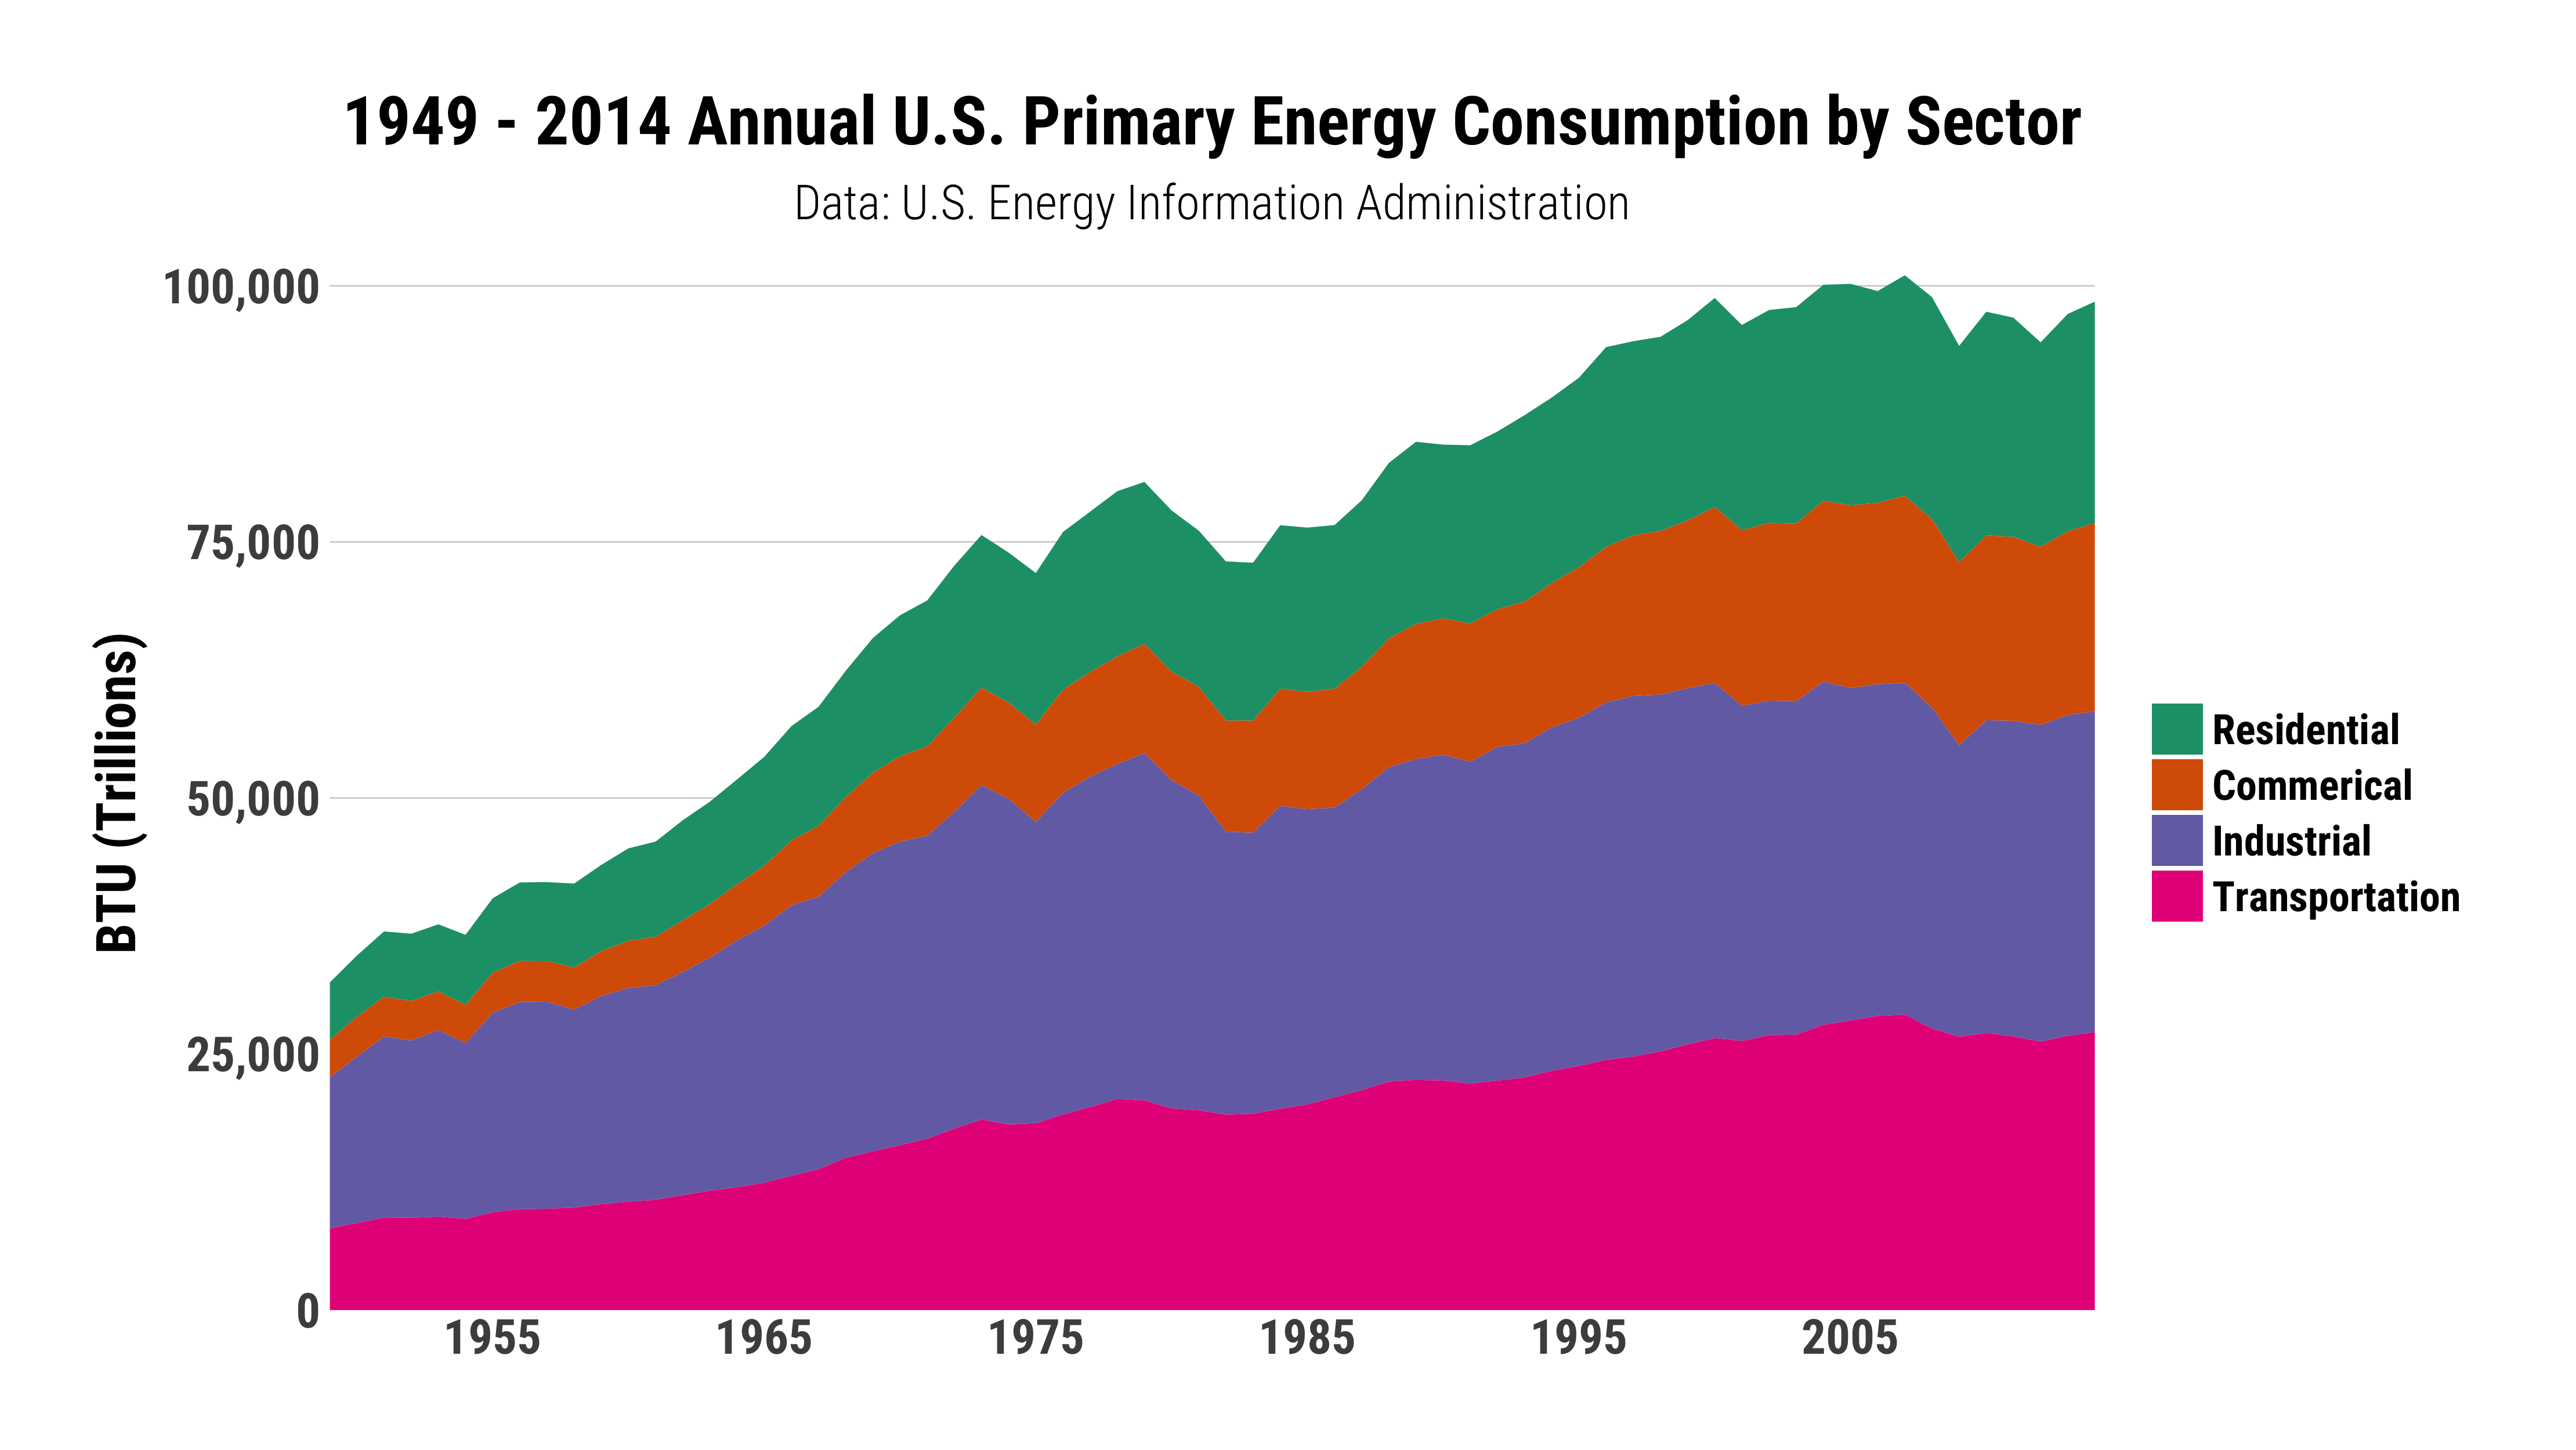 1949 - 2014 Annual U.S. Primary Energy Consumption by Sector
Data: U.S. Energy Information Administration
BTU (Trillions)
100,000
75,000
50,000
25,000
0
1955 1965 1975 1985 1995 2005
Residential
Commerical
Industrial
Transportation